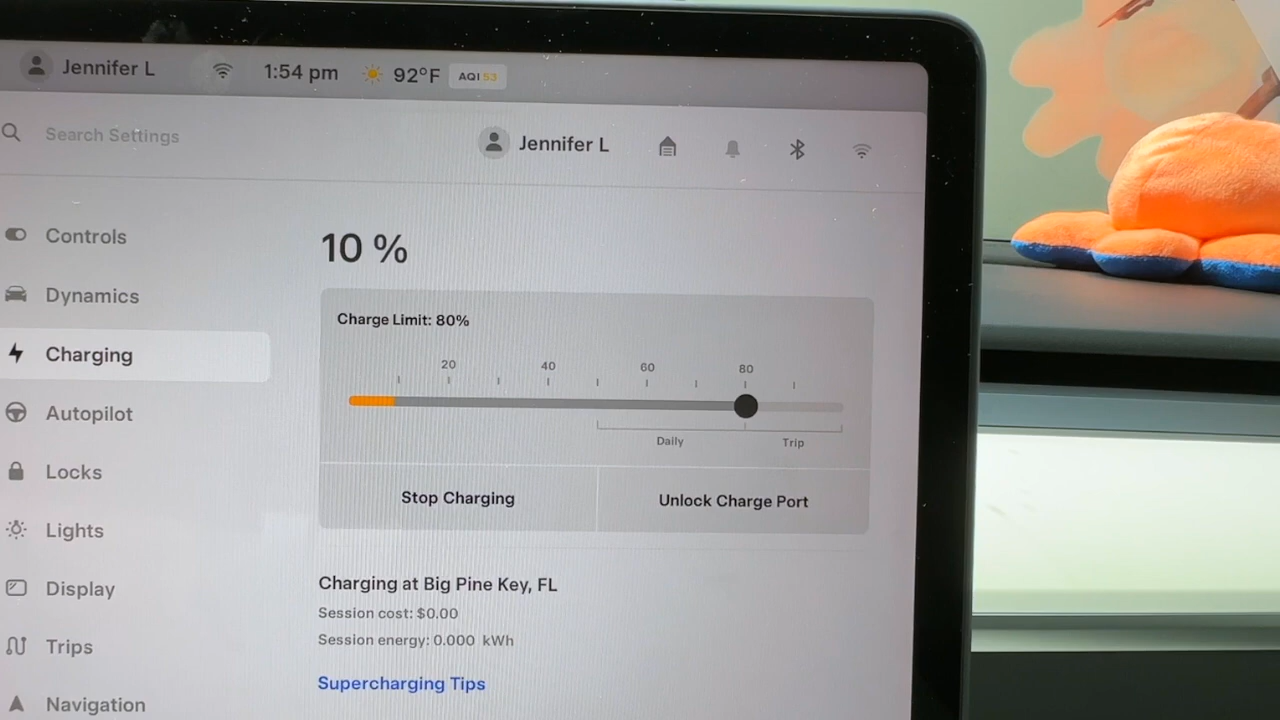 Jennifer L
1:54 pm
92°F
AQI 53
Search Settings
Jennifer L
Controls
Dynamics
Charging
Autopilot
Locks
Lights
Display
Trips
Navigation
10 %
Charge Limit: 80%
20 40 60 80
Daily Trip
Stop Charging
Unlock Charge Port
Charging at Big Pine Key, FL
Session cost: $0.00
Session energy: 0.000 kWh
Supercharging Tips